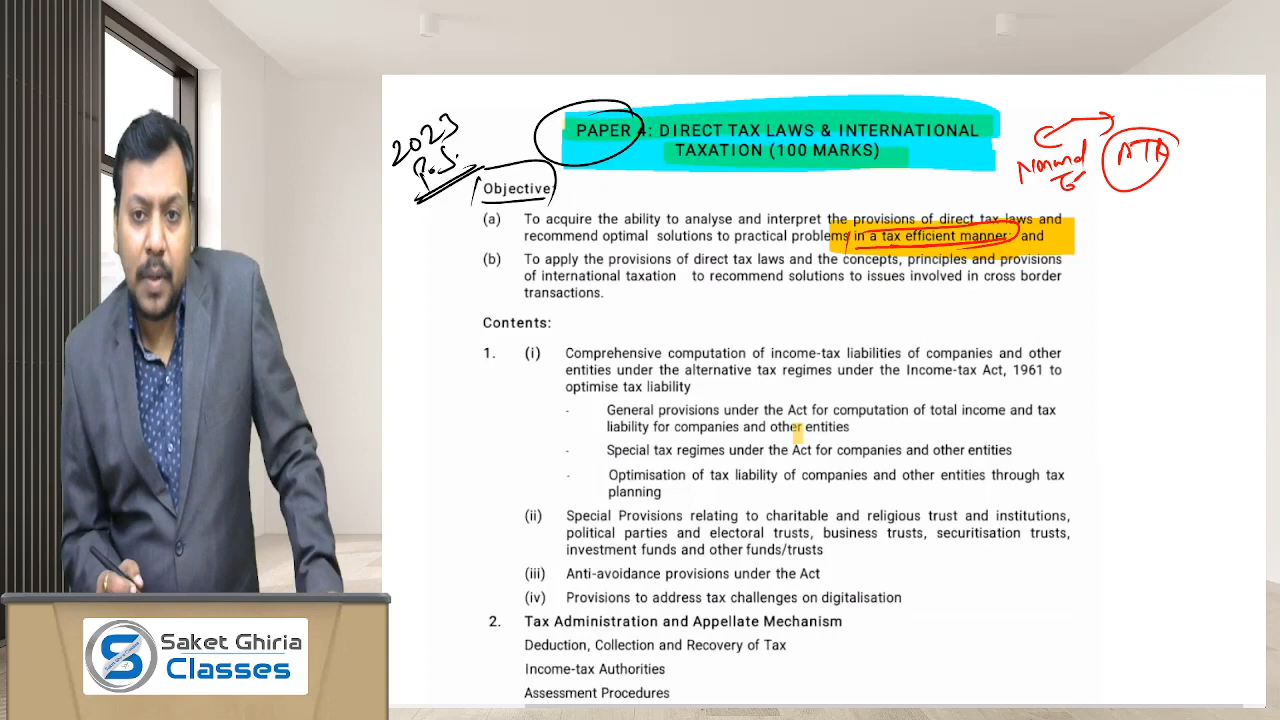 2023
P.S.
PAPER 4: DIRECT TAX LAWS & INTERNATIONAL
TAXATION (100 MARKS)
Normal
Objective
(a) To acquire the ability to analyse and interpret the provisions of direct tax laws and
recommend optimal solutions to practical problems in a tax efficient manner; and
(b) To apply the provisions of direct tax laws and the concepts, principles and provisions
of international taxation to recommend solutions to issues involved in cross border
transactions.
Contents:
1. (i) Comprehensive computation of income-tax liabilities of companies and other
entities under the alternative tax regimes under the Income-tax Act, 1961 to
optimise tax liability
- General provisions under the Act for computation of total income and tax
liability for companies and other entities
- Special tax regimes under the Act for companies and other entities
- Optimisation of tax liability of companies and other entities through tax
planning
(ii) Special Provisions relating to charitable and religious trust and institutions,
political parties and electoral trusts, business trusts, securitisation trusts,
investment funds and other funds/trusts
(iii) Anti-avoidance provisions under the Act
(iv) Provisions to address tax challenges on digitalisation
2. Tax Administration and Appellate Mechanism
Deduction, Collection and Recovery of Tax
Income-tax Authorities
Assessment Procedures
Saket Ghiria
Classes